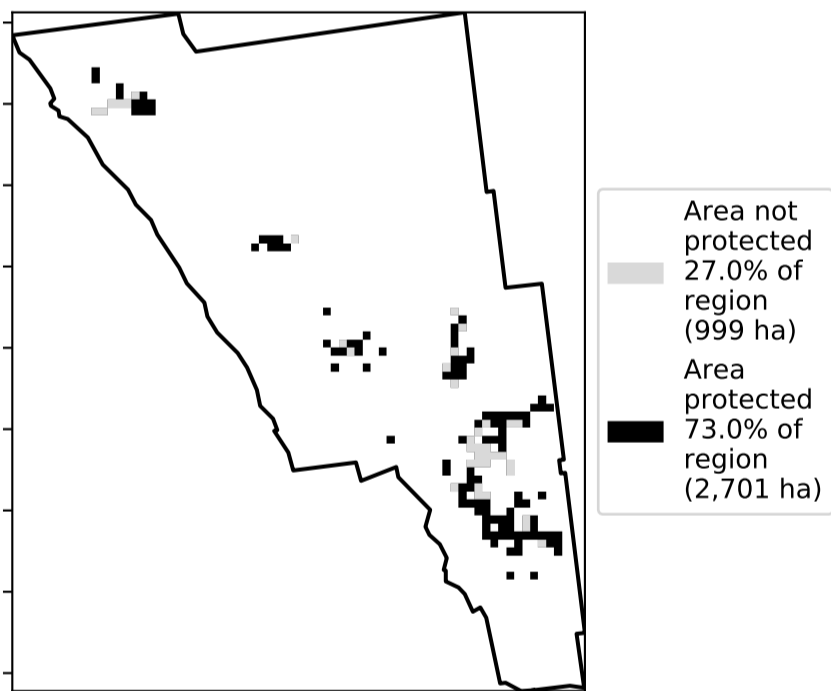 Area not
protected
27.0% of
region
(999 ha)
Area
protected
73.0% of
region
(2,701 ha)